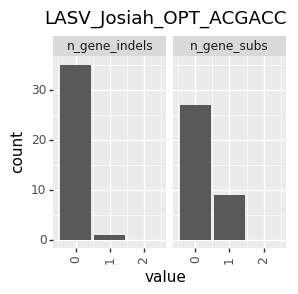 LASV_Josiah_OPT_ACGACC
n_gene_indels n_gene_subs
count
30
20
10
0
0 1 2 0 1 2
value